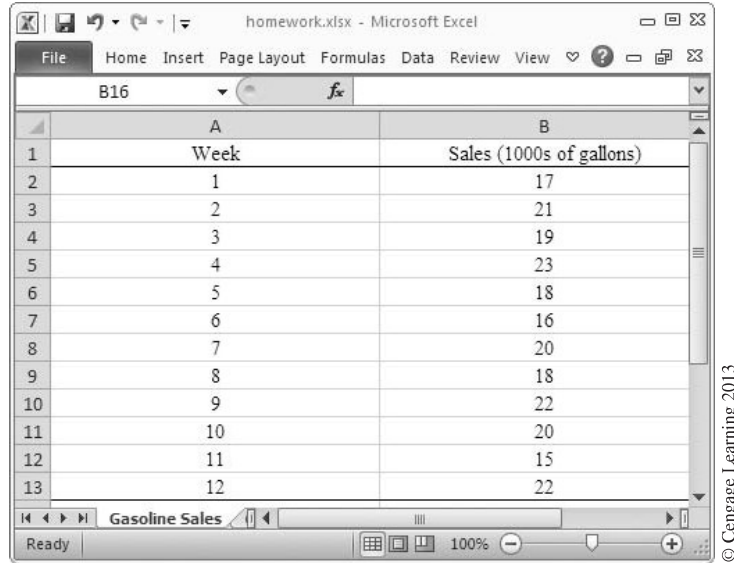 homework.xlsx - Microsoft Excel
File Home Insert Page Layout Formulas Data Review View
B16 fx
A B
1 Week Sales (1000s of gallons)
2 1 17
3 2 21
4 3 19
5 4 23
6 5 18
7 6 16
8 7 20
9 8 18
10 9 22
11 10 20
12 11 15
13 12 22
Gasoline Sales
Ready 100%
© Cengage Learning 2013